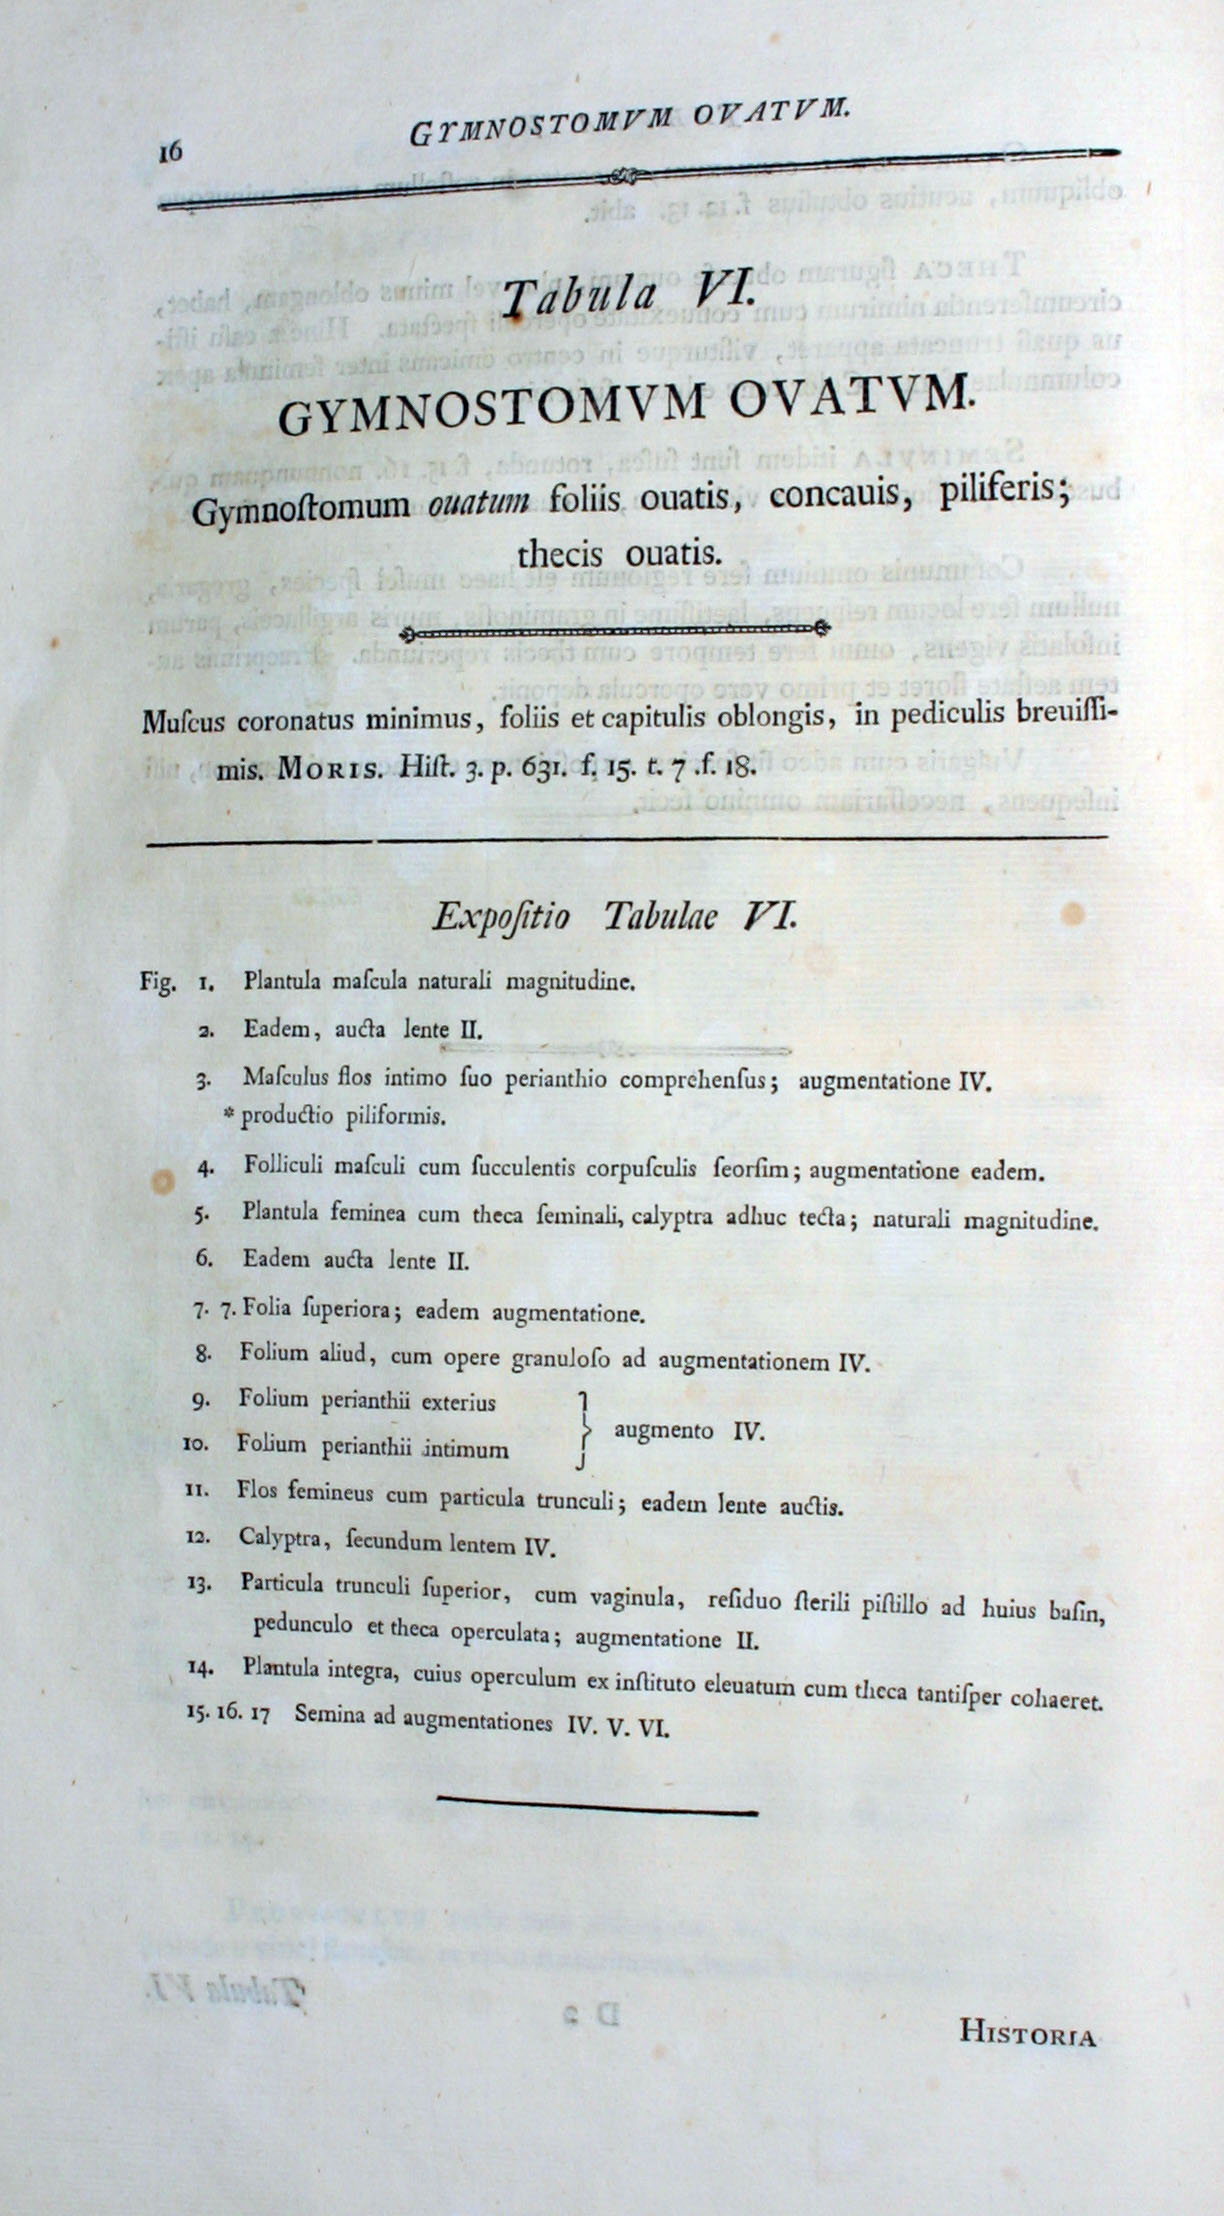 16
GYMNOSTOMVM OVATVM.
Tabula VI.
GYMNOSTOMVM OVATVM.
Gymnoſtomum ouatum foliis ouatis, concauis, piliferis;
thecis ouatis.
Muſcus coronatus minimus, foliis et capitulis oblongis, in pediculis breuiſſi-
mis. MORIS. Hiſt. 3. p. 631. ſ. 15. t. 7 .f. 18.
Expoſitio Tabulae VI.
Fig. 1. Plantula maſcula naturali magnitudine.
2. Eadem, aucta lente II.
3. Maſculus flos intimo ſuo perianthio comprehenſus; augmentatione IV.
* productio piliformis.
4. Folliculi maſculi cum ſucculentis corpuſculis ſeorſim; augmentatione eadem.
5. Plantula feminea cum theca ſeminali, calyptra adhuc tecta; naturali magnitudine.
6. Eadem aucta lente II.
7. 7. Folia ſuperiora; eadem augmentatione.
8. Folium aliud, cum opere granuloſo ad augmentationem IV.
9. Folium perianthii exterius
10. Folium perianthii intimum } augmento IV.
11. Flos femineus cum particula trunculi; eadem lente auctis.
12. Calyptra, ſecundum lentem IV.
13. Particula trunculi ſuperior, cum vaginula, reſiduo ſterili piſtillo ad huius baſin,
pedunculo et theca operculata; augmentatione II.
14. Plantula integra, cuius operculum ex inſtituto eleuatum cum theca tantiſper cohaeret.
15. 16. 17 Semina ad augmentationes IV. V. VI.
HISTORIA